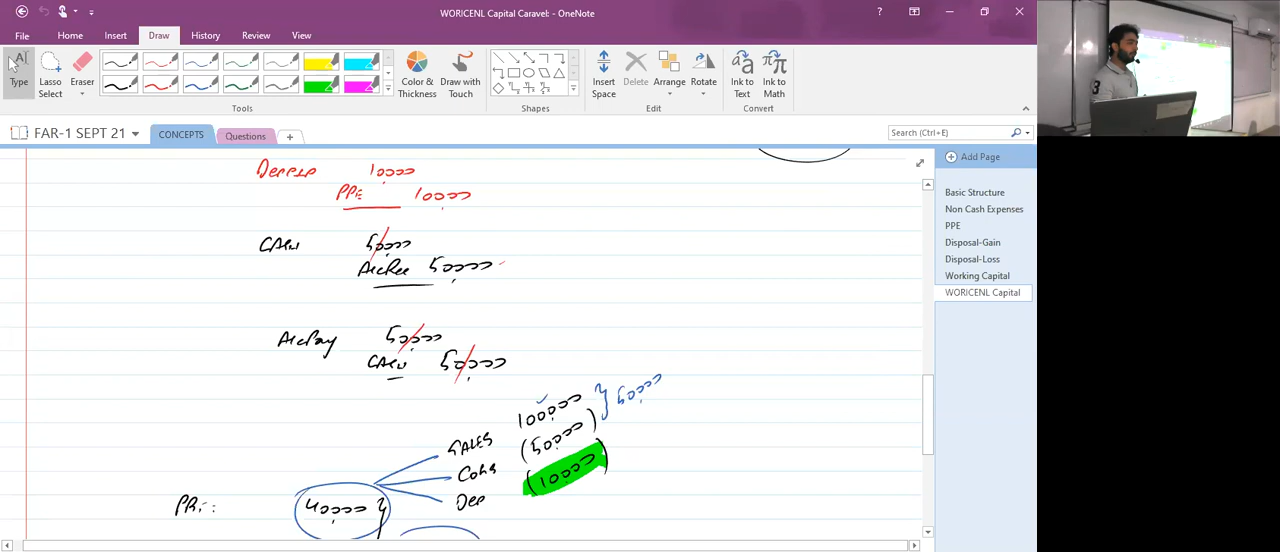 WORICENL Capital Caravel: - OneNote
File Home Insert Draw History Review View
Type
Lasso Select
Eraser
Color & Thickness
Draw with Touch
Insert Space
Delete
Arrange
Rotate
Ink to Text
Ink to Math
Tools
Shapes
Edit
Convert
FAR-1 SEPT 21 CONCEPTS Questions
Search (Ctrl+E)
Add Page
Basic Structure
Non Cash Expenses
PPE
Disposal-Gain
Disposal-Loss
Working Capital
WORICENL Capital
10000
PPE 10000
50000
AccRec 50000
AccPay 50000
50000
SALES 100000
50000
COGS (50000)
Dep (10000)
40000
3